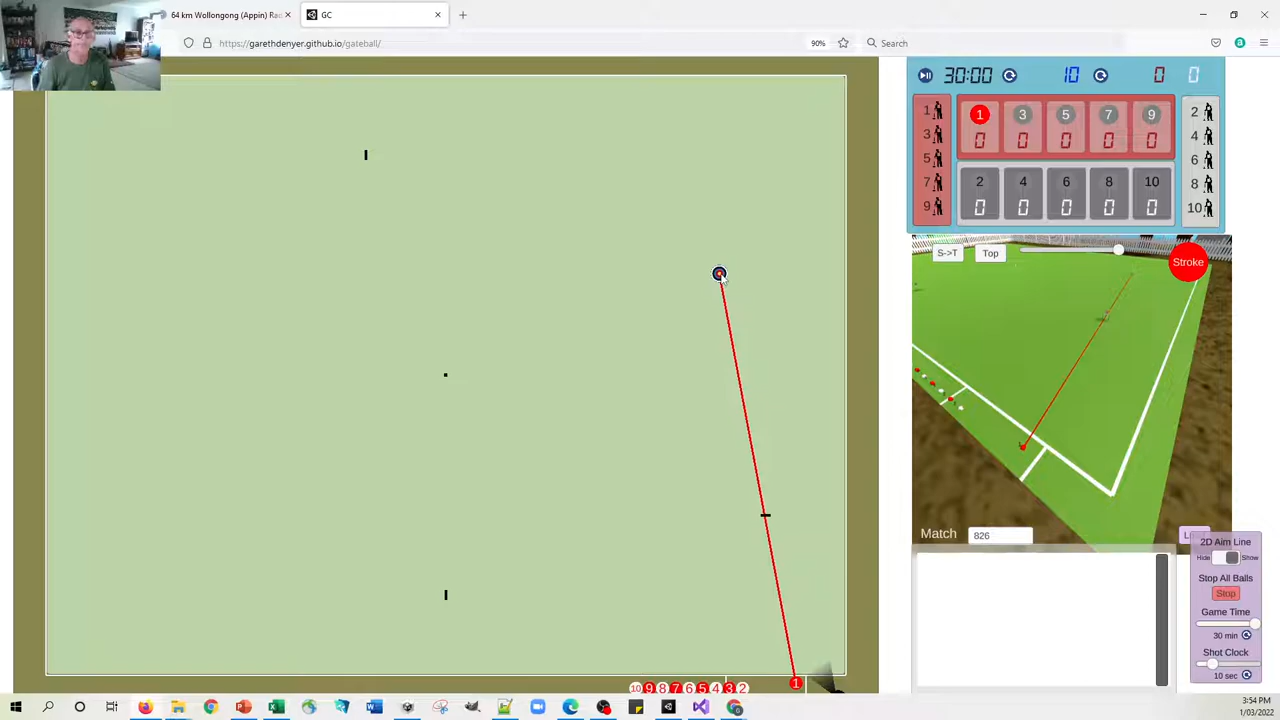 64 km Wollongong (Appin) Rad
GC
https://garethdenyer.github.io/gateball/
90%
Search
30:00 10 0 0
1 3 5 7 9 2
3 0 0 0 0 0 4
5 6
7 2 4 6 8 10 8
9 0 0 0 0 0 10
S->T Top Stroke
Match 826
2D Aim Line
Hide Show
Stop All Balls
Stop
Game Time
30 min
Shot Clock
10 sec
1
10 9 8 7 6 5 4 3 2
3:54 PM
1/03/2022